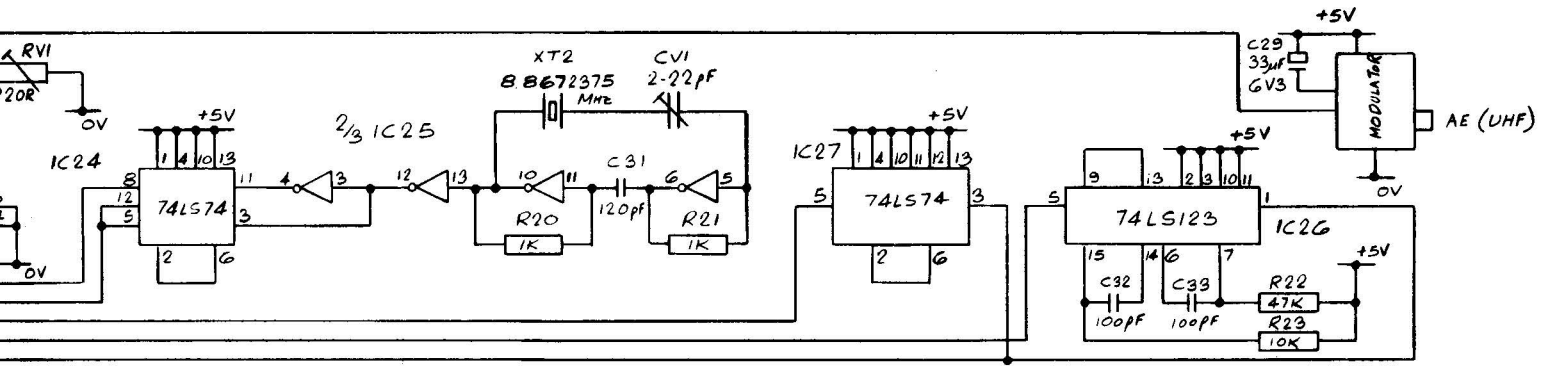 +5V
RV1
220R
0V
XT2
8.8672375
MHz
CV1
2-22pF
C29
33µF
6V3
MODULATOR
AE (UHF)
0V
+5V
2/3 IC25
IC24
1 4 10 13
8
12
5
11
3
74LS74
2 6
0V
4 3
12 13
10 11
C31
120pF
6 5
R20
1K
R21
1K
+5V
IC27
1 4 10 11 12 13
5
74LS74
3
2 6
+5V
9 13 2 3 10 11
5
74LS123
1
IC26
15 14 6 7
C32
100pF
C33
100pF
R22
47K
R23
10K
+5V